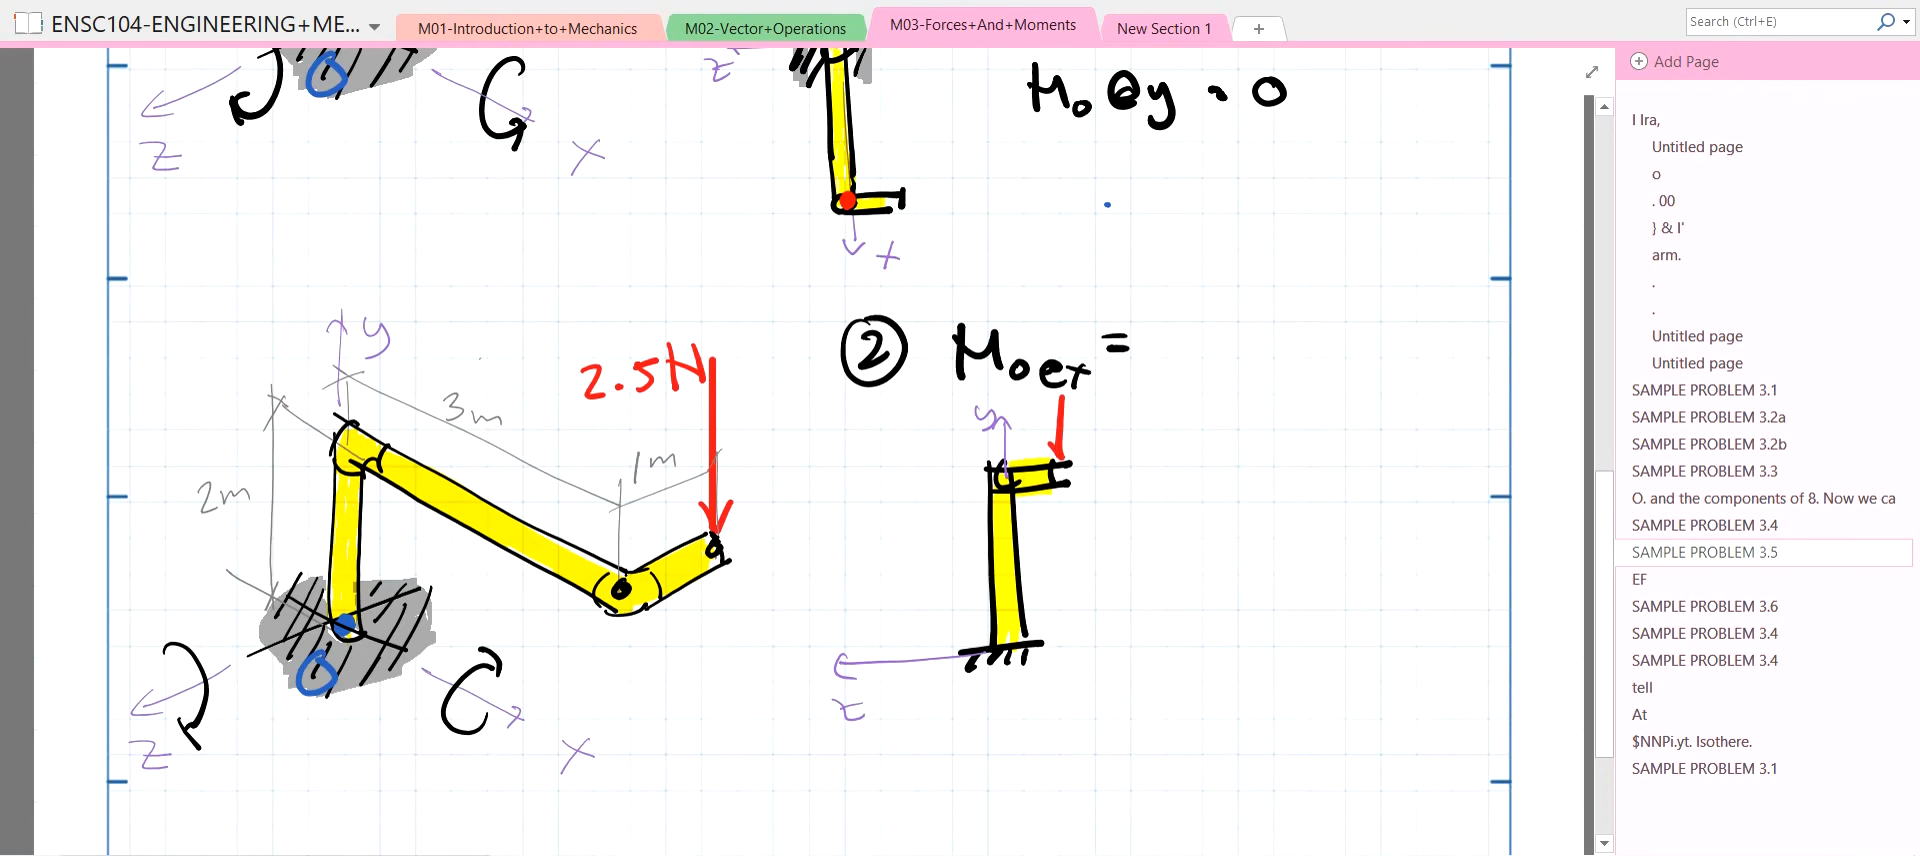 ENSC104-ENGINEERING+ME...
M01-Introduction+to+Mechanics
M02-Vector+Operations
M03-Forces+And+Moments
New Section 1
+
Search (Ctrl+E)
Add Page
I Ira,
Untitled page
o
. 00
} & I'
arm.
.
.
Untitled page
Untitled page
SAMPLE PROBLEM 3.1
SAMPLE PROBLEM 3.2a
SAMPLE PROBLEM 3.2b
SAMPLE PROBLEM 3.3
O. and the components of 8. Now we ca
SAMPLE PROBLEM 3.4
SAMPLE PROBLEM 3.5
EF
SAMPLE PROBLEM 3.6
SAMPLE PROBLEM 3.4
SAMPLE PROBLEM 3.4
tell
At
$NNPi.yt. Isothere.
SAMPLE PROBLEM 3.1
O
z
x
z
x
Mo @y = 0
y
3m
2.5N
1m
2m
O
z
x
② Mo @x =
y
z